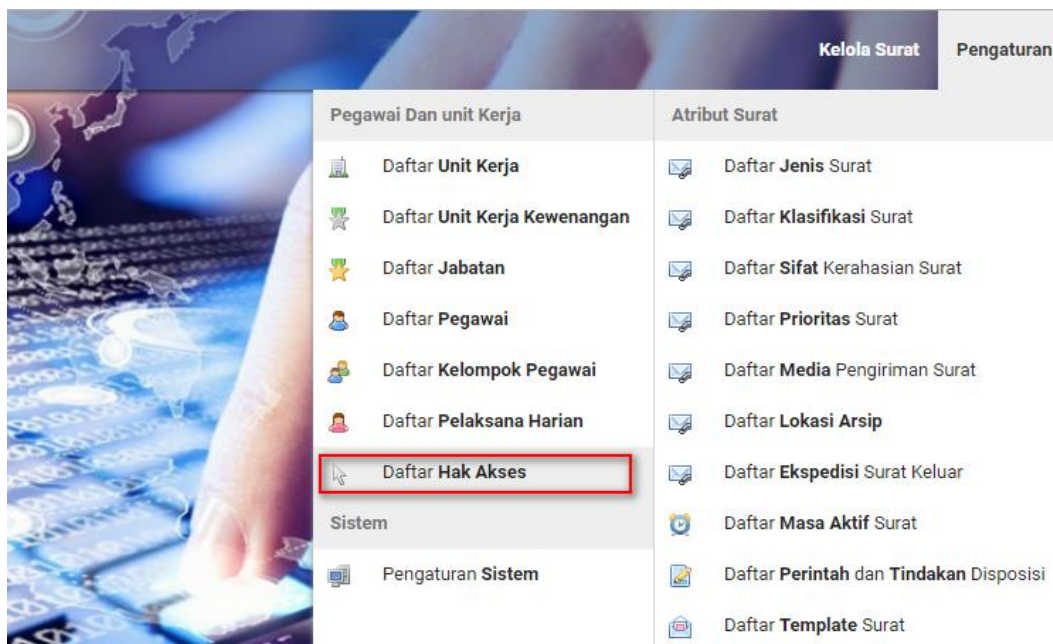 Kelola Surat
Pengaturan
Pegawai Dan unit Kerja
Daftar Unit Kerja
Daftar Unit Kerja Kewenangan
Daftar Jabatan
Daftar Pegawai
Daftar Kelompok Pegawai
Daftar Pelaksana Harian
Daftar Hak Akses
Sistem
Pengaturan Sistem
Atribut Surat
Daftar Jenis Surat
Daftar Klasifikasi Surat
Daftar Sifat Kerahasian Surat
Daftar Prioritas Surat
Daftar Media Pengiriman Surat
Daftar Lokasi Arsip
Daftar Ekspedisi Surat Keluar
Daftar Masa Aktif Surat
Daftar Perintah dan Tindakan Disposisi
Daftar Template Surat